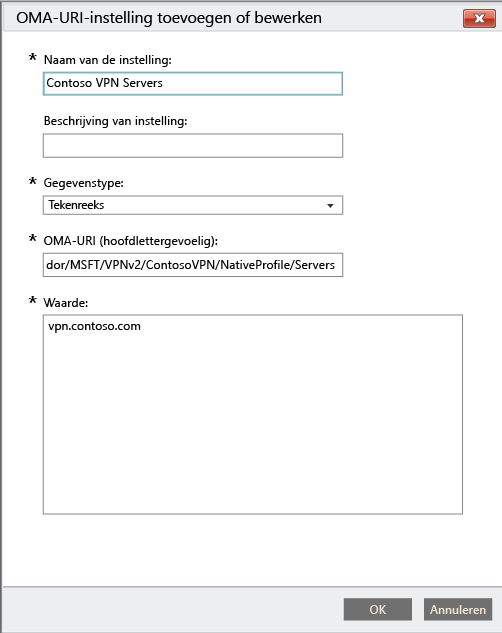 OMA-URI-instelling toevoegen of bewerken
* Naam van de instelling:
Contoso VPN Servers
Beschrijving van instelling:
* Gegevenstype:
Tekenreeks
* OMA-URI (hoofdlettergevoelig):
dor/MSFT/VPNv2/ContosoVPN/NativeProfile/Servers
* Waarde:
vpn.contoso.com
OK Annuleren